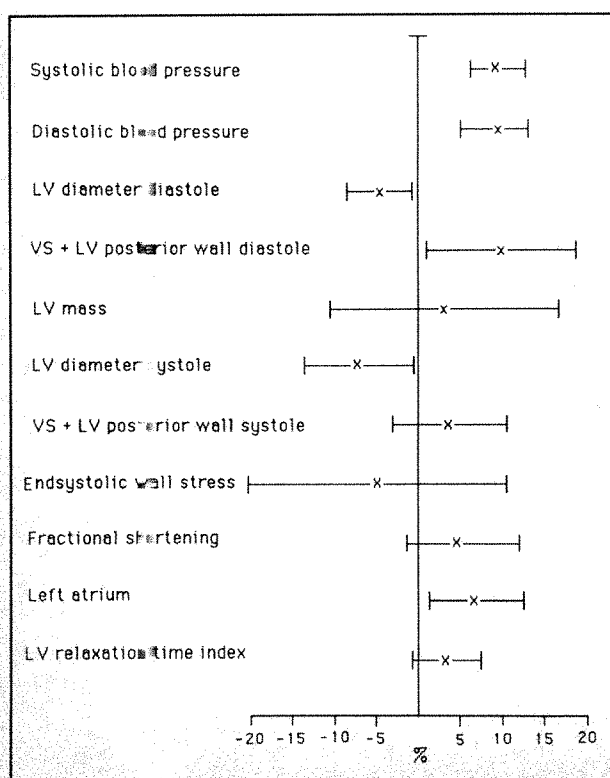 Systolic blood pressure
Diastolic blood pressure
LV diameter diastole
VS + LV posterior wall diastole
LV mass
LV diameter systole
VS + LV posterior wall systole
Endsystolic wall stress
Fractional shortening
Left atrium
LV relaxation time index
-20 -15 -10 -5 5 10 15 20
%